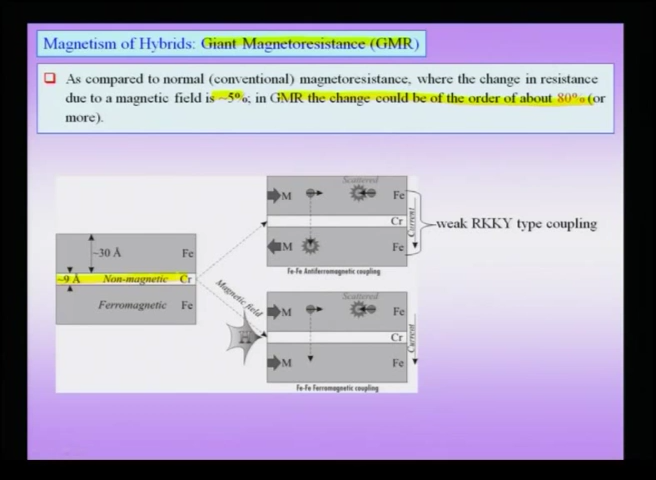 Magnetism of Hybrids: Giant Magnetoresistance (GMR)
As compared to normal (conventional) magnetoresistance, where the change in resistance
due to a magnetic field is ~5%; in GMR the change could be of the order of about 80% (or
more).
Scattered
M
Fe
Cr
Current
weak RKKY type coupling
M
Fe
Fe-Fe Antiferromagnetic coupling
~30 Å
Fe
~9 Å
Non-magnetic
Cr
Ferromagnetic
Fe
Magnetic field
Scattered
M
Fe
Cr
Current
M
Fe
Fe-Fe Ferromagnetic coupling